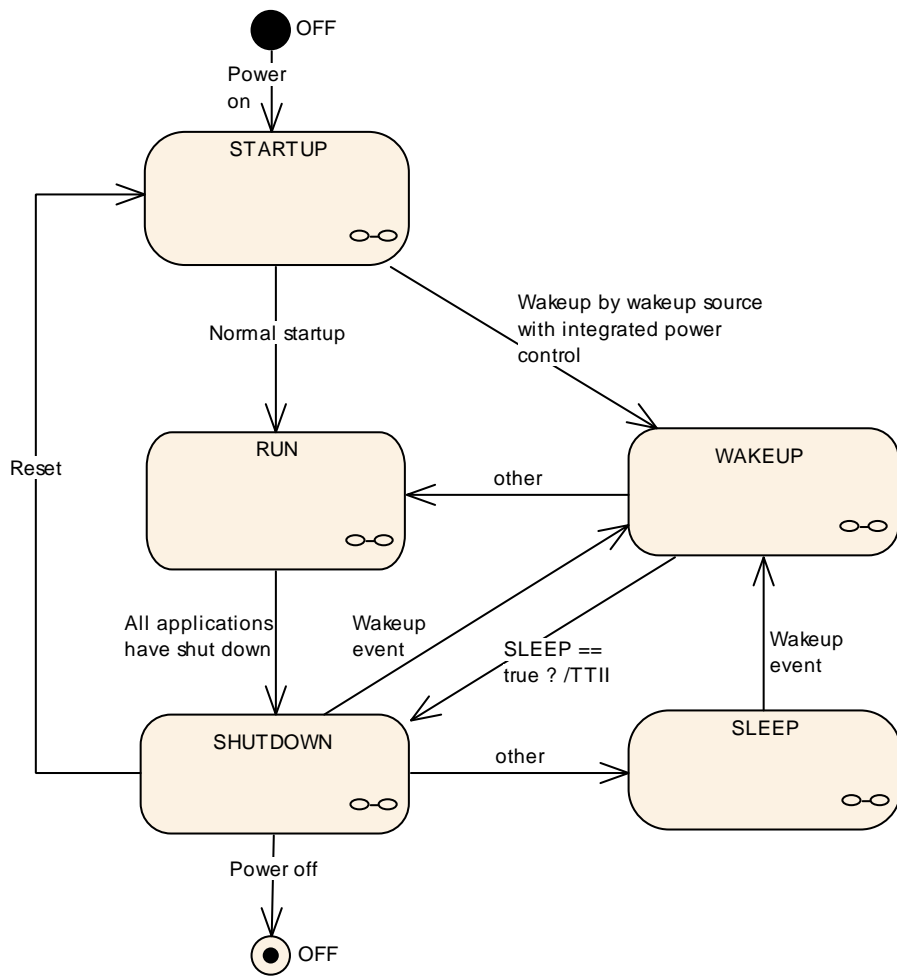 OFF
Power
on
STARTUP
Wakeup by wakeup source
with integrated power
control
Normal startup
RUN
WAKEUP
Reset
other
All applications
have shut down
Wakeup
event
SLEEP ==
true ? /TTII
Wakeup
event
SHUTDOWN
SLEEP
other
Power off
OFF